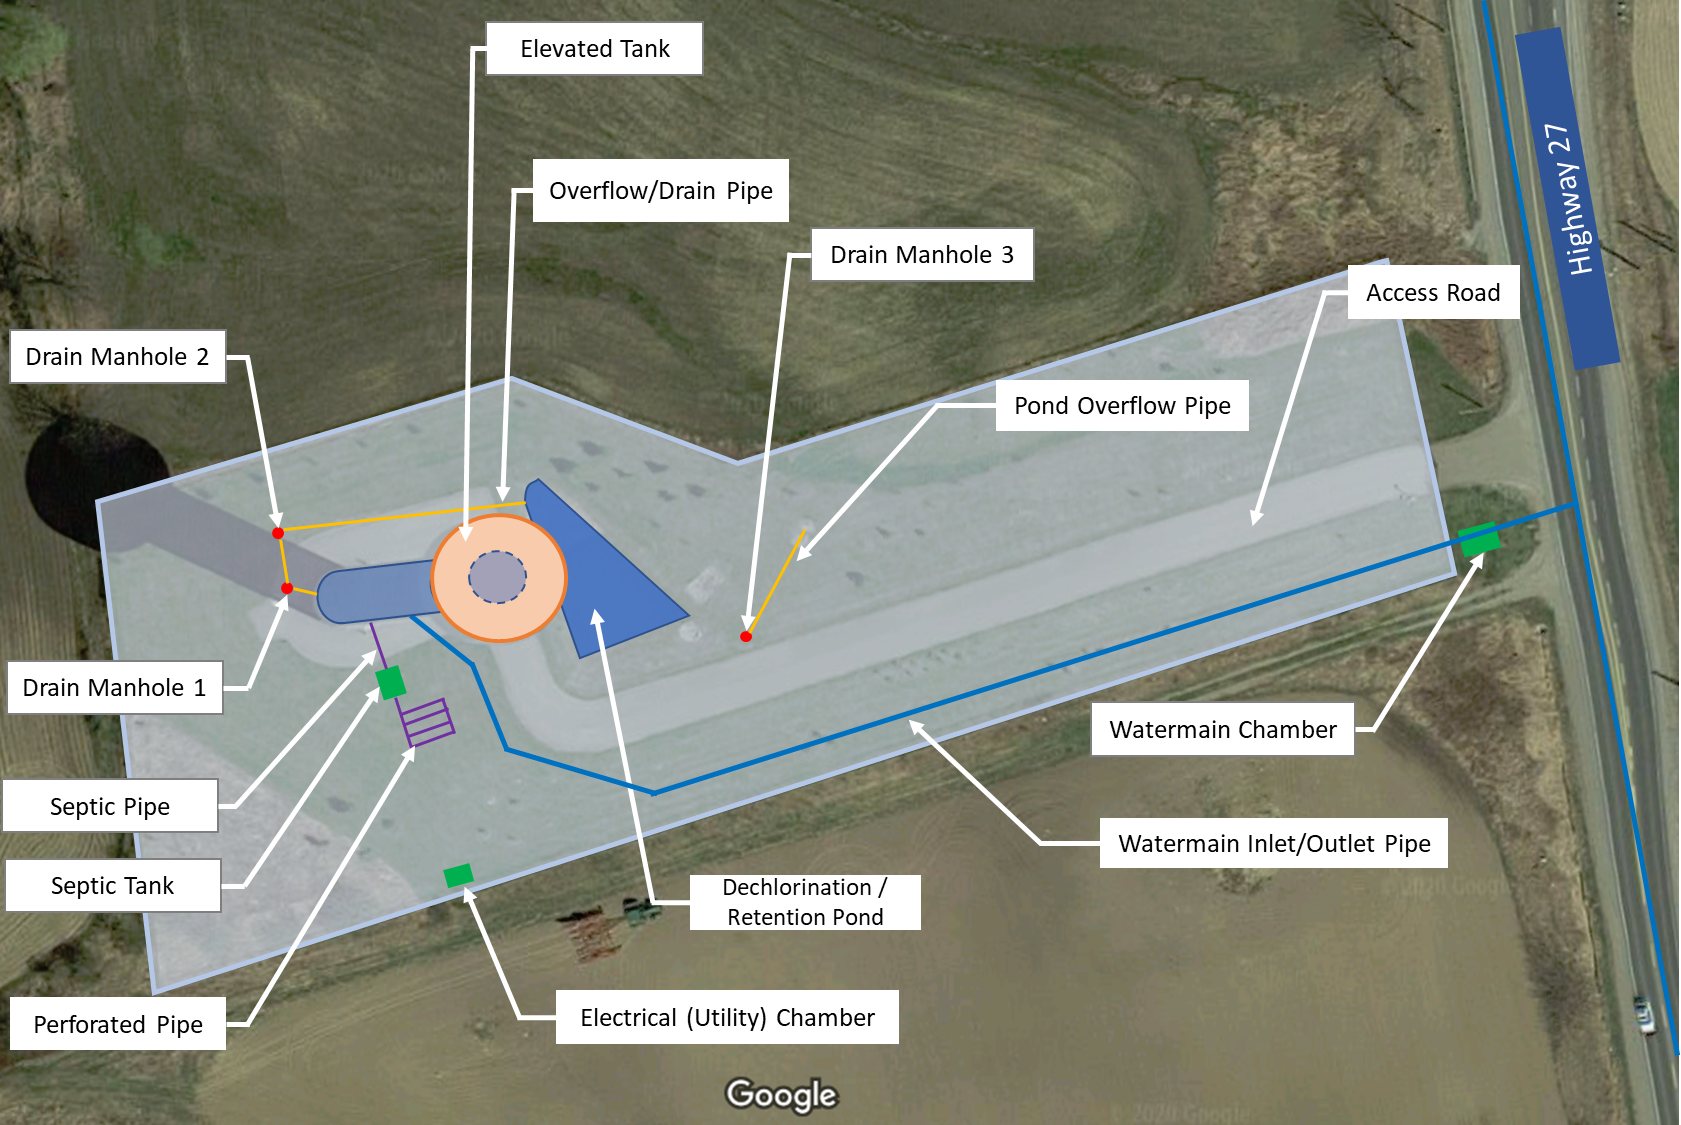 Elevated Tank
Overflow/Drain Pipe
Drain Manhole 3
Highway 27
Access Road
Drain Manhole 2
Pond Overflow Pipe
Drain Manhole 1
Watermain Chamber
Septic Pipe
Watermain Inlet/Outlet Pipe
Septic Tank
Dechlorination /
Retention Pond
Perforated Pipe
Electrical (Utility) Chamber
Google
© 2020 Google